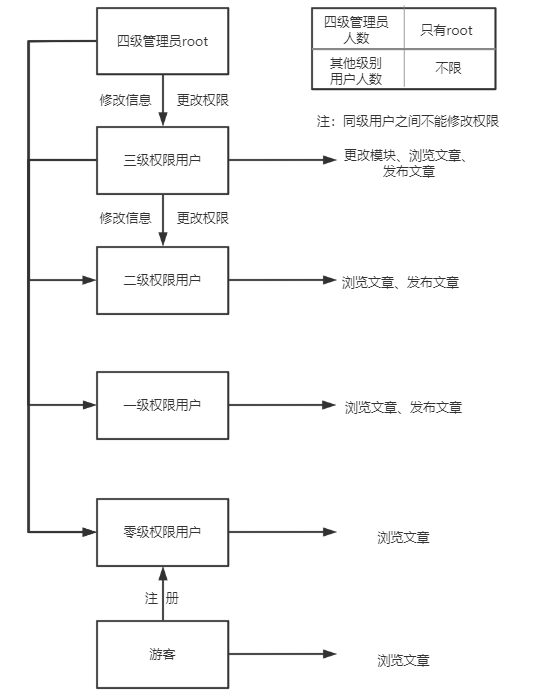 四级管理员root
四级管理员
人数
只有root
其他级别
用户人数
不限
修改信息 更改权限
注：同级用户之间不能修改权限
三级权限用户
更改模块、浏览文章、
发布文章
修改信息 更改权限
二级权限用户
浏览文章、发布文章
一级权限用户
浏览文章、发布文章
零级权限用户
浏览文章
注 册
游客
浏览文章